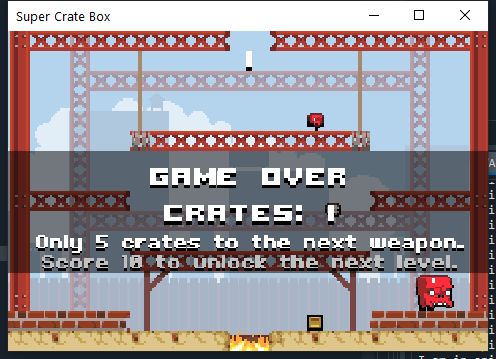 Super Crate Box
GAME OVER
CRATES: 1
Only 5 crates to the next weapon.
Score 10 to unlock the next level.